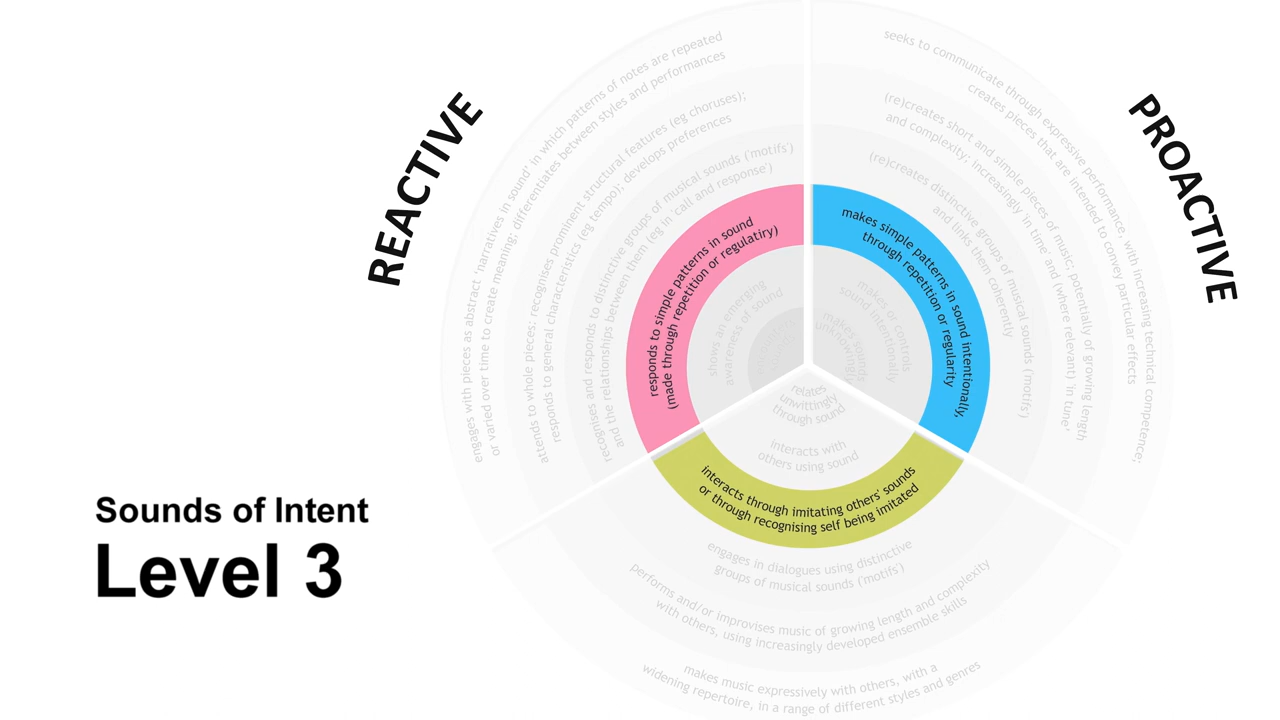 REACTIVE
PROACTIVE
Sounds of Intent
Level 3
engages with pieces as abstract 'narratives in sound' in which patterns of notes are repeated
or varied over time to create meaning; differentiates between styles and performances
attends to whole pieces; recognises prominent structural features (eg choruses);
responds to general characteristics (eg tempo); develops preferences
recognises and responds to distinctive groups of musical sounds ('motifs')
and the relationships between them (eg in 'call and response')
responds to simple patterns in sound
(made through repetition or regulatiry)
shows an emerging
awareness of sound
seeks to communicate through expressive performance, with increasing technical competence;
creates pieces that are intended to convey particular effects
(re)creates short and simple pieces of music, potentially of growing length
and complexity; increasingly 'in time' and (where relevant) 'in tune'
(re)creates distinctive groups of musical sounds ('motifs')
and links them coherently
makes simple patterns in sound intentionally,
through repetition or regularity
makes or controls
sound intentionally
makes sounds
unknowingly
relates
unwittingly
through sound
interacts with
others using sound
interacts through imitating others' sounds
or through recognising self being imitated
engages in dialogues using distinctive
groups of musical sounds ('motifs')
performs and/or improvises music of growing length and complexity
with others, using increasingly developed ensemble skills
makes music expressively with others, with a
widening repertoire, in a range of different styles and genres